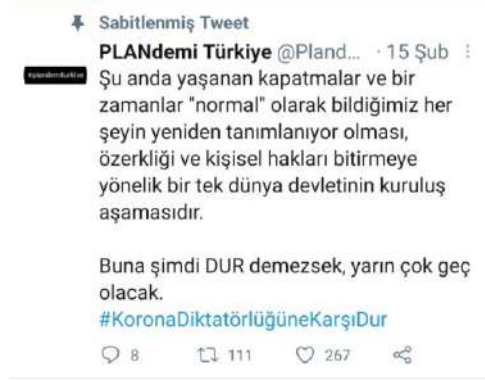 Sabitlenmiş Tweet
PLANdemi Türkiye @Pland... · 15 Şub
Şu anda yaşanan kapatmalar ve bir
zamanlar "normal" olarak bildiğimiz her
şeyin yeniden tanımlanıyor olması,
özerkliği ve kişisel hakları bitirmeye
yönelik bir tek dünya devletinin kuruluş
aşamasıdır.
Buna şimdi DUR demezsek, yarın çok geç
olacak.
#KoronaDiktatörlüğüneKarşıDur
8 111 267